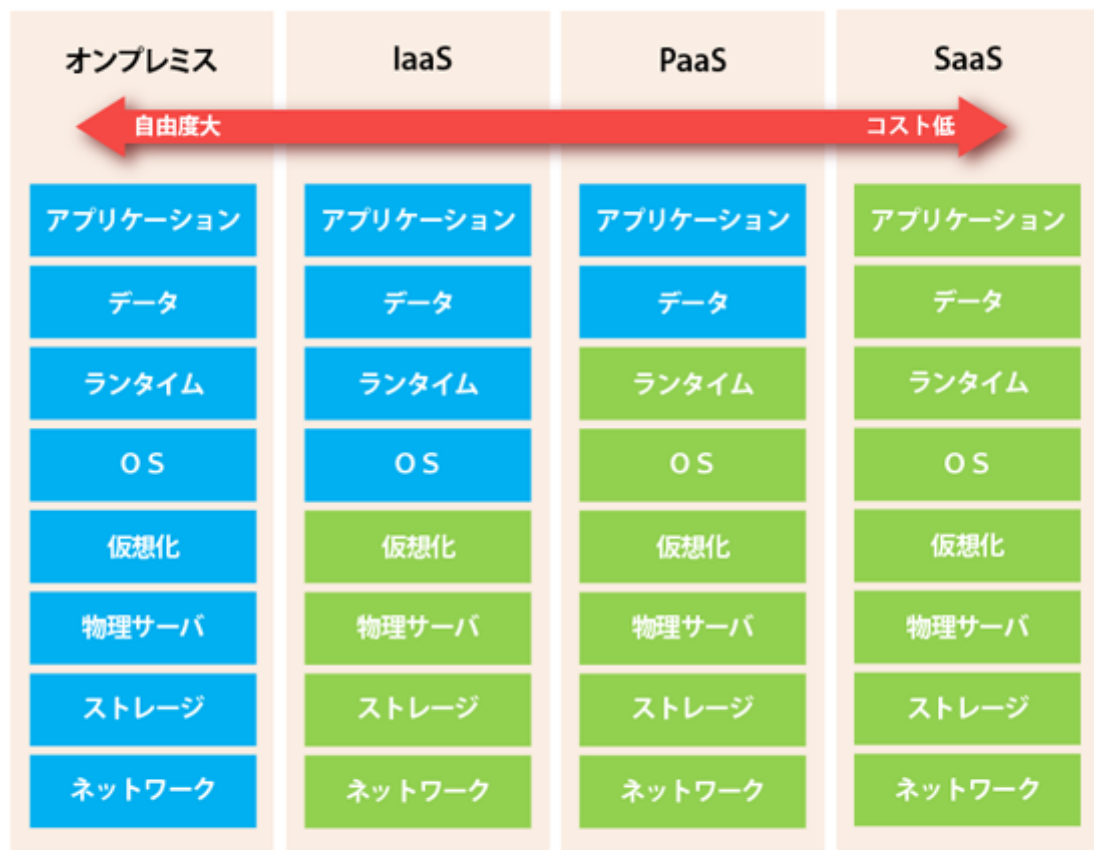 オンプレミス
IaaS
PaaS
SaaS
自由度大
コスト低
アプリケーション
アプリケーション
アプリケーション
アプリケーション
データ
データ
データ
データ
ランタイム
ランタイム
ランタイム
ランタイム
OS
OS
OS
OS
仮想化
仮想化
仮想化
仮想化
物理サーバ
物理サーバ
物理サーバ
物理サーバ
ストレージ
ストレージ
ストレージ
ストレージ
ネットワーク
ネットワーク
ネットワーク
ネットワーク